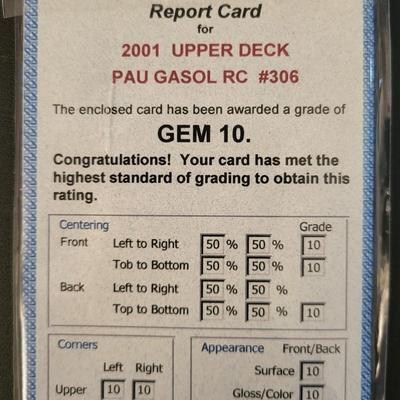 Report Card
for
2001 UPPER DECK
PAU GASOL RC #306
The enclosed card has been awarded a grade of
GEM 10.
Congratulations! Your card has met the
highest standard of grading to obtain this
rating.
Centering Grade
Front Left to Right 50 % 50 % 10
Tob to Bottom 50 % 50 % 10
Back Left to Right 50 % 50 %
Top to Bottom 50 % 50 % 10
Corners
Left Right
Upper 10 10
Appearance Front/Back
Surface 10
Gloss/Color 10